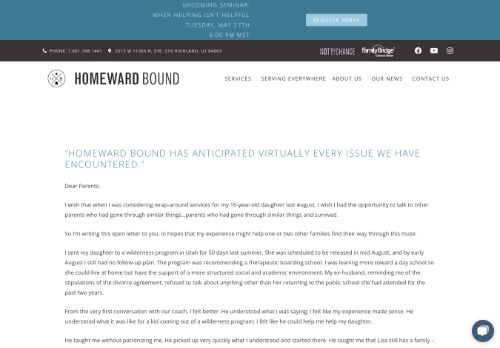 UPCOMING SEMINAR:
WHEN HELPING ISN'T HELPFUL
TUESDAY, MAY 27TH
6:00 PM MST
REGISTER TODAY
PHONE: 1.801.768.1441
5513 W 11000 N, STE. 316 HIGHLAND, UT 84003
NOT BY CHANCE
FamilyBridge
HOMEWARD BOUND
SERVICES
SERVING EVERYWHERE
ABOUT US
OUR NEWS
CONTACT US
"HOMEWARD BOUND HAS ANTICIPATED VIRTUALLY EVERY ISSUE WE HAVE
ENCOUNTERED."
Dear Parents:
I wish that when I was considering wrap-around services for my 16-year-old daughter last August, I wish I had the opportunity to talk to other
parents who had gone through similar things...parents who had gone through similar things and survived.
So I'm writing this open letter to you, in hopes that my experience might help one or two other families find their way through this maze.
I sent my daughter to a wilderness program in Utah for 50 days last summer. She was scheduled to be released in mid August, and by early
August I still had no follow-up plan. The program was recommending a therapeutic boarding school. I was leaning more toward a day school so
she could live at home but have the support of a more structured social and academic environment. My ex-husband, reminding me of the
stipulations of the divorce agreement, refused to talk about anything other than her returning to the public school she had attended for the
past two years.
From the very first conversation with our coach, I felt better. He understood what I was saying; I felt like my experience made sense. He
understood what it was like for a kid coming out of a wilderness program; I felt like he could help me help my daughter.
He taught me without patronizing me. He picked up very quickly what I understood and started there. He taught me that Liza still has a family –